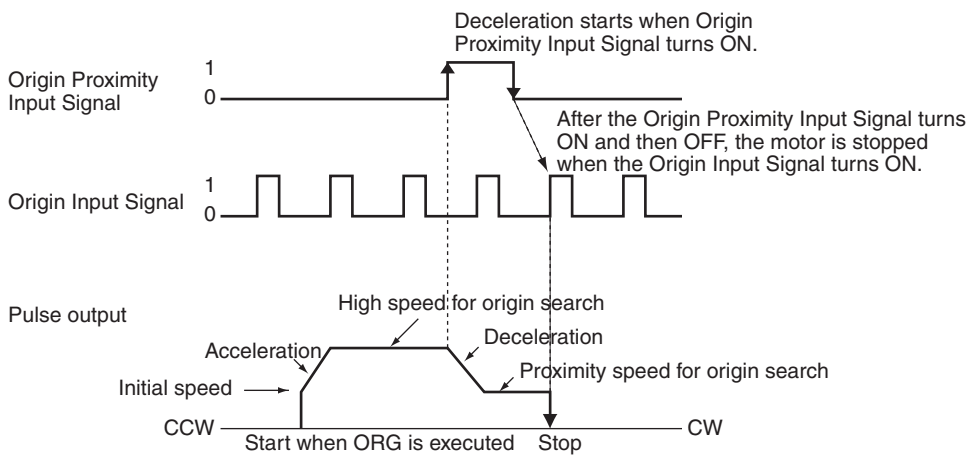 Deceleration starts when Origin
Proximity Input Signal turns ON.
Origin Proximity
Input Signal
1
0
After the Origin Proximity Input Signal turns
ON and then OFF, the motor is stopped
when the Origin Input Signal turns ON.
Origin Input Signal
1
0
Pulse output
High speed for origin search
Acceleration
Deceleration
Initial speed
Proximity speed for origin search
CCW
CW
Start when ORG is executed
Stop